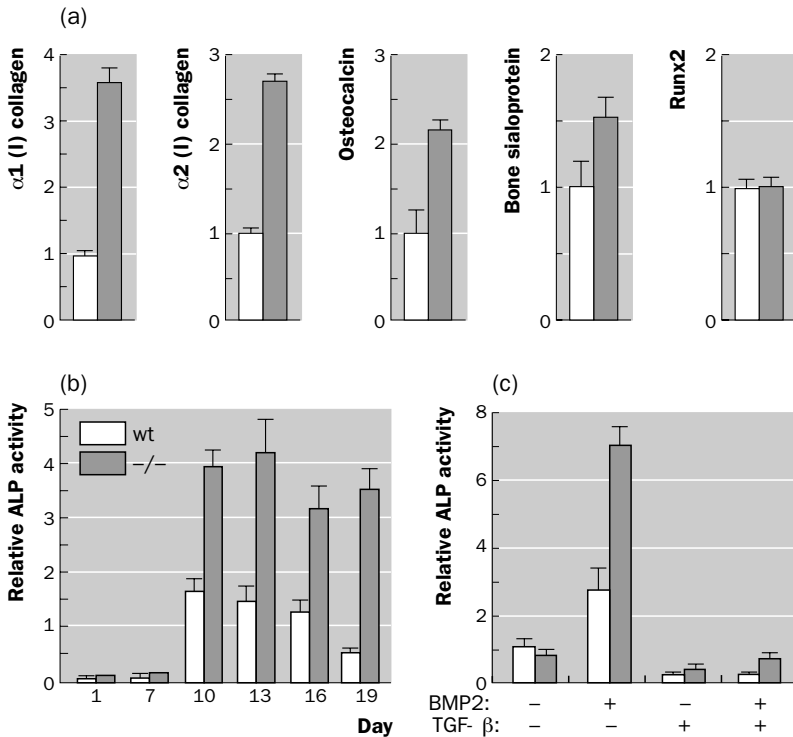 (a)
α1 (I) collagen
4
3
2
1
0
α2 (I) collagen
3
2
1
0
Osteocalcin
3
2
1
0
Bone sialoprotein
2
1
0
Runx2
2
1
0
(b)
Relative ALP activity
5
4
3
2
1
0
wt
–/–
1 7 10 13 16 19
Day
(c)
Relative ALP activity
8
6
4
2
0
BMP2: – + – +
TGF- β: – – + +